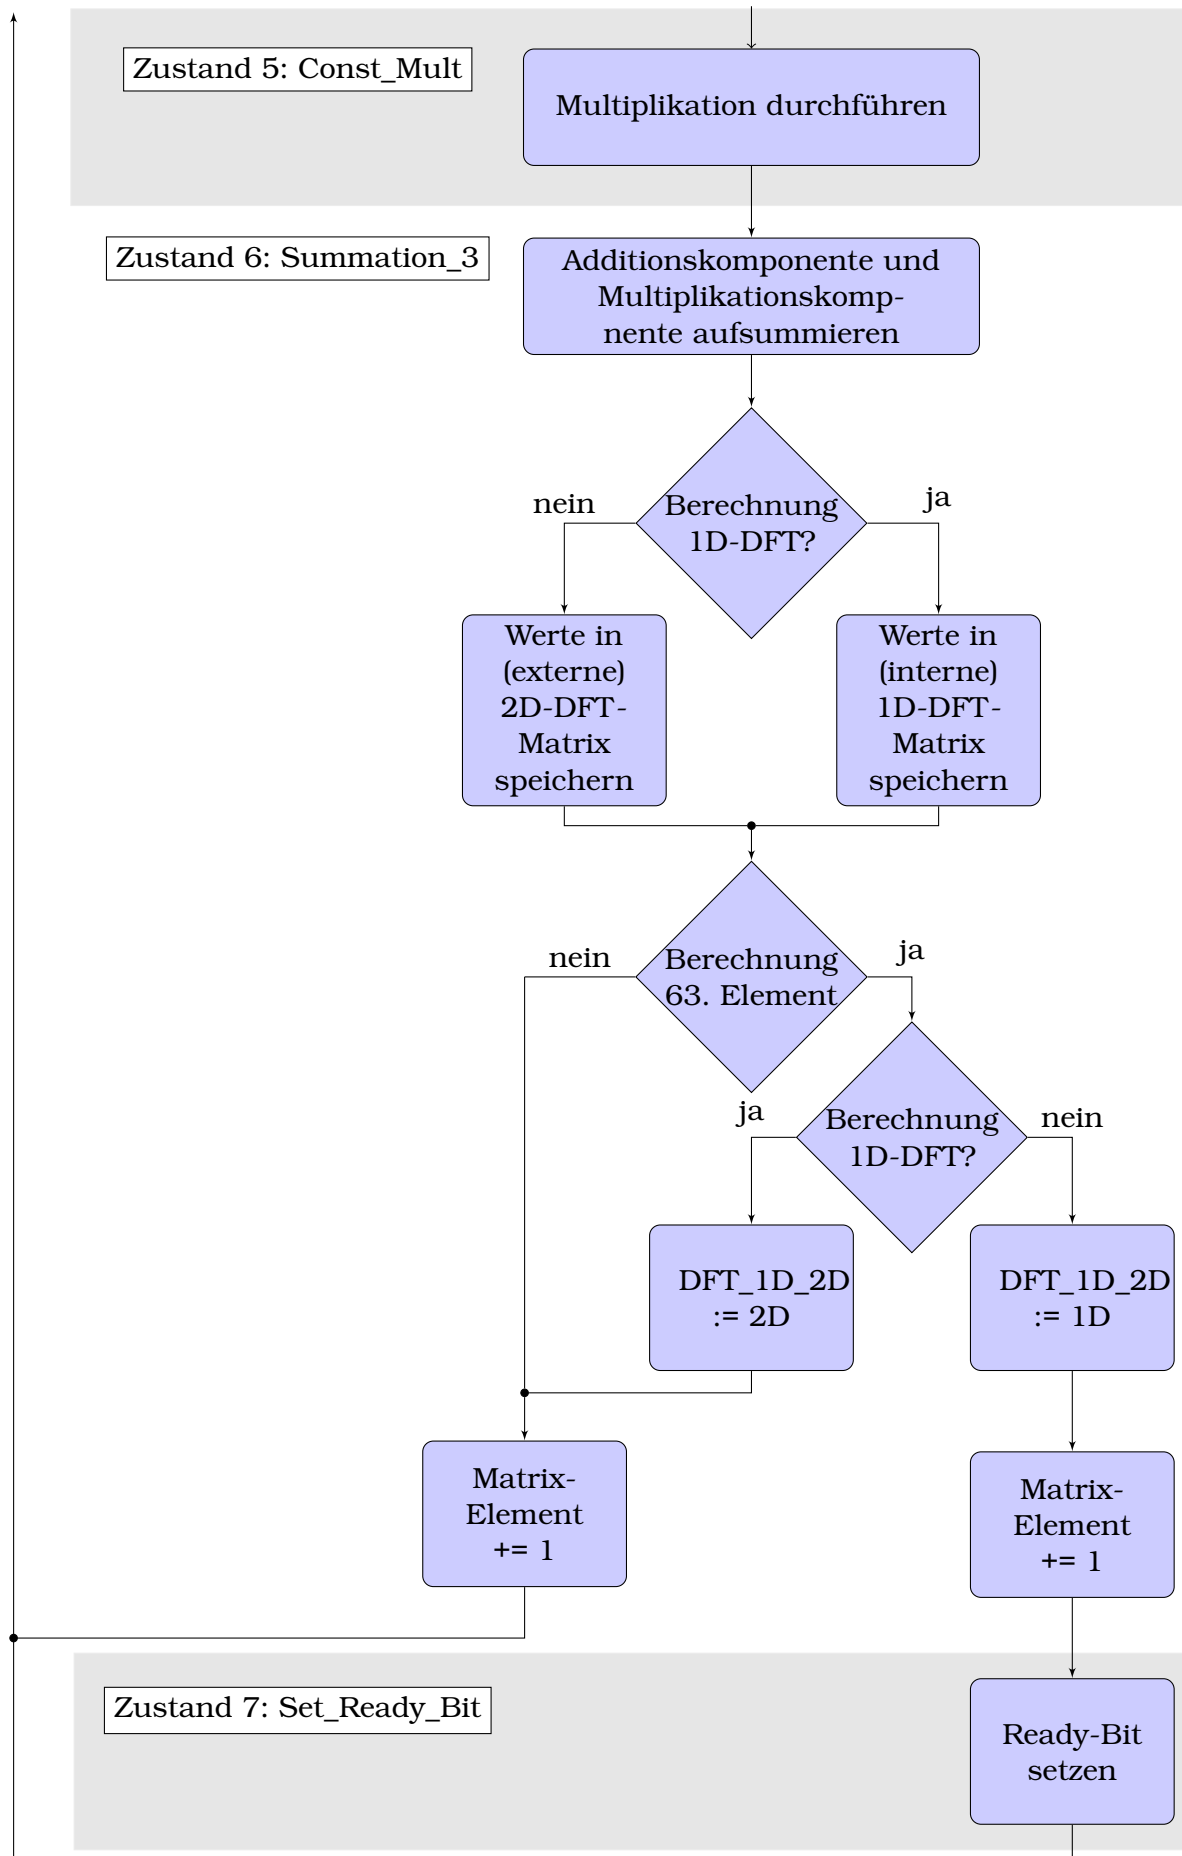 Zustand 5: Const_Mult
Multiplikation durchführen
Zustand 6: Summation_3
Additionskomponente und
Multiplikationskomp-
nente aufsummieren
nein
Berechnung
1D-DFT?
ja
Werte in
(externe)
2D-DFT-
Matrix
speichern
Werte in
(interne)
1D-DFT-
Matrix
speichern
nein
Berechnung
63. Element
ja
ja
Berechnung
1D-DFT?
nein
DFT_1D_2D
:= 2D
DFT_1D_2D
:= 1D
Matrix-
Element
+= 1
Matrix-
Element
+= 1
Zustand 7: Set_Ready_Bit
Ready-Bit
setzen